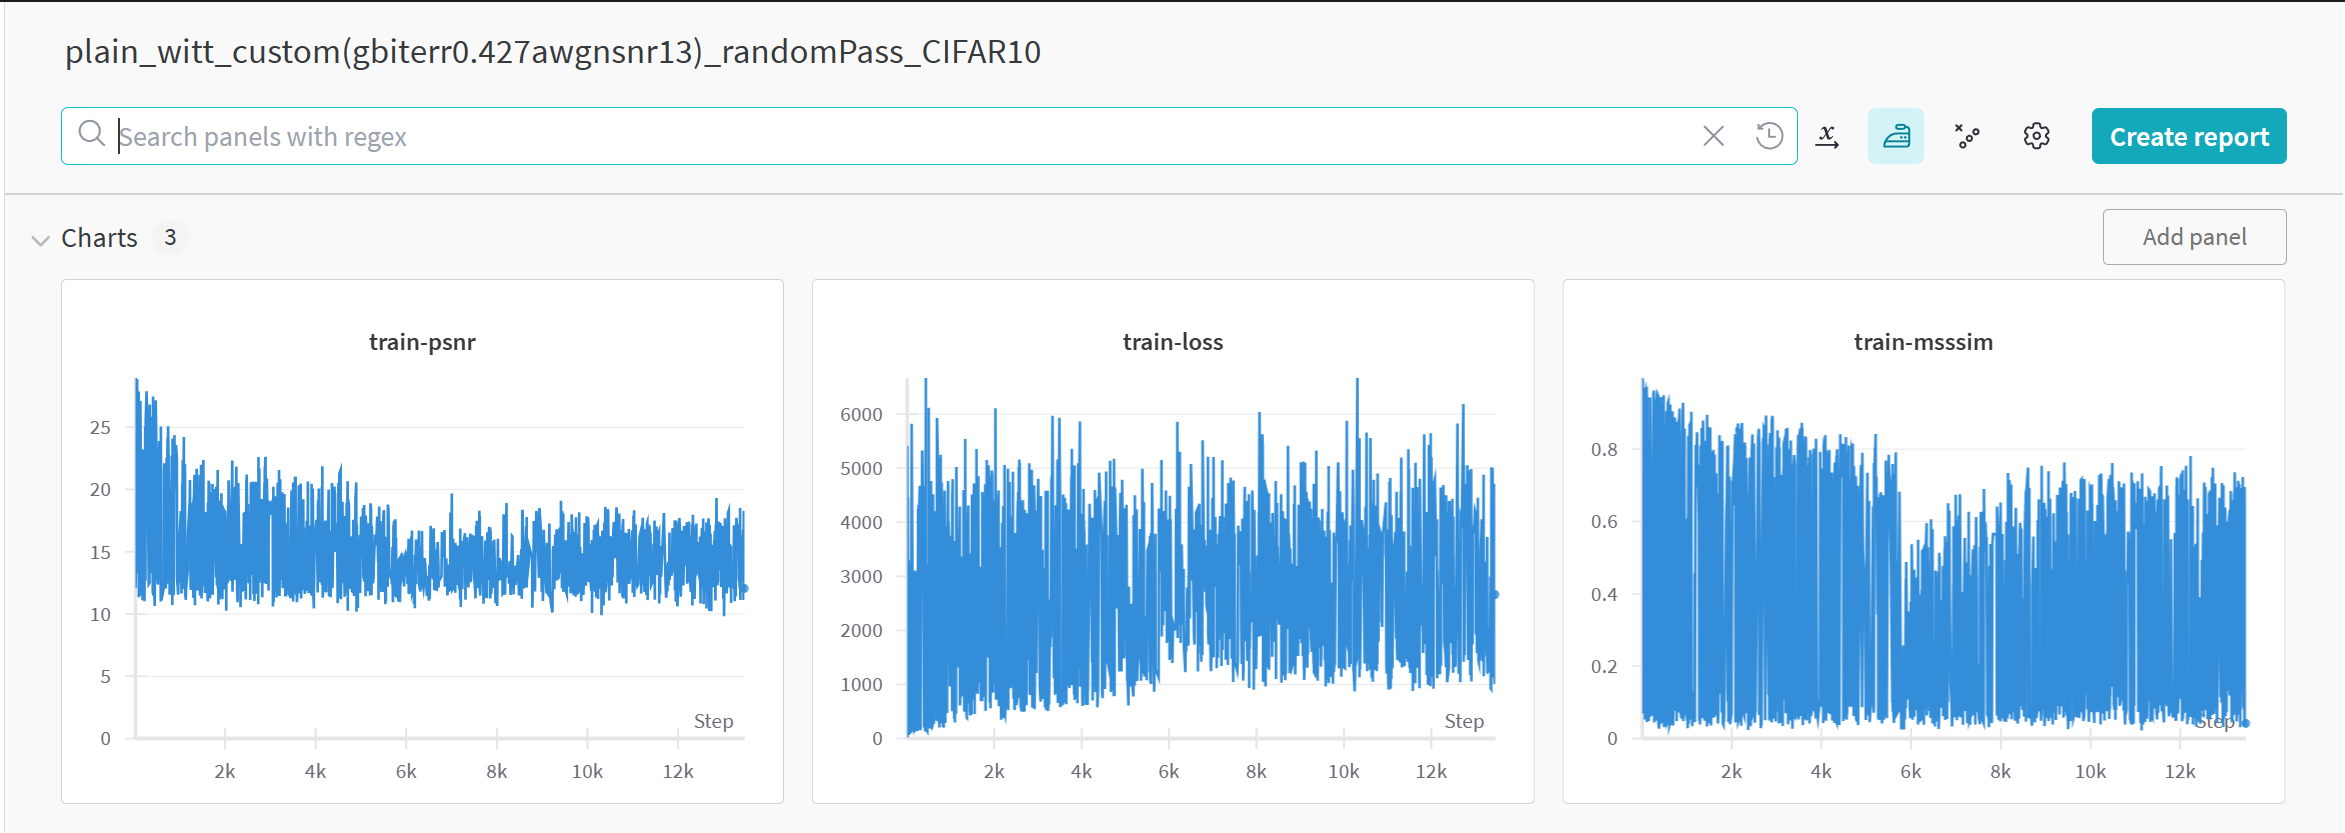 plain_witt_custom(gbiterr0.427awgnsnr13)_randomPass_CIFAR10
Search panels with regex
x
Create report
Charts 3
Add panel
train-psnr
25
20
15
10
5
0
Step
2k 4k 6k 8k 10k 12k
train-loss
6000
5000
4000
3000
2000
1000
0
Step
2k 4k 6k 8k 10k 12k
train-msssim
0.8
0.6
0.4
0.2
0
Step
2k 4k 6k 8k 10k 12k